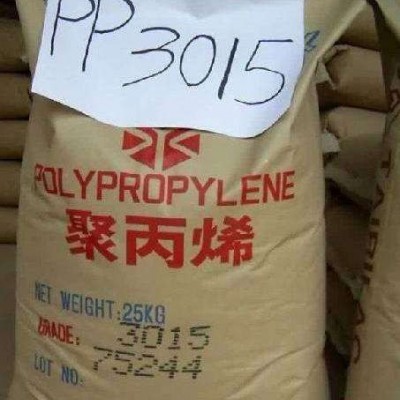 PP3015
POLYPROPYLENE
聚丙烯
NET WEIGHT:25KG
GRADE: 3015
LOT NO: 75244